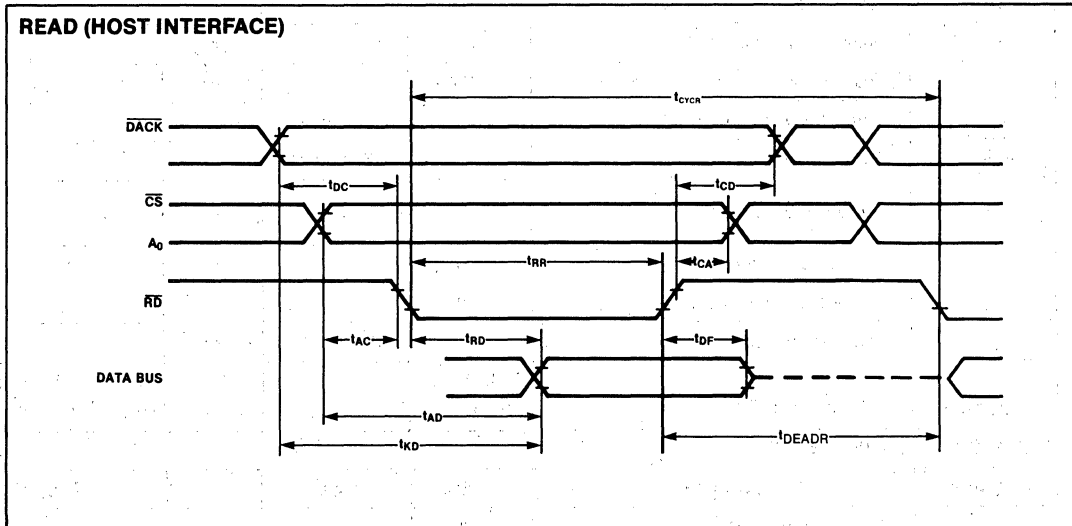 READ (HOST INTERFACE)
tCYCR
DACK
tDC
tCD
CS
A0
tRR
tCA
RD
tAC
tRD
tDF
DATA BUS
tAD
tKD
tDEADR